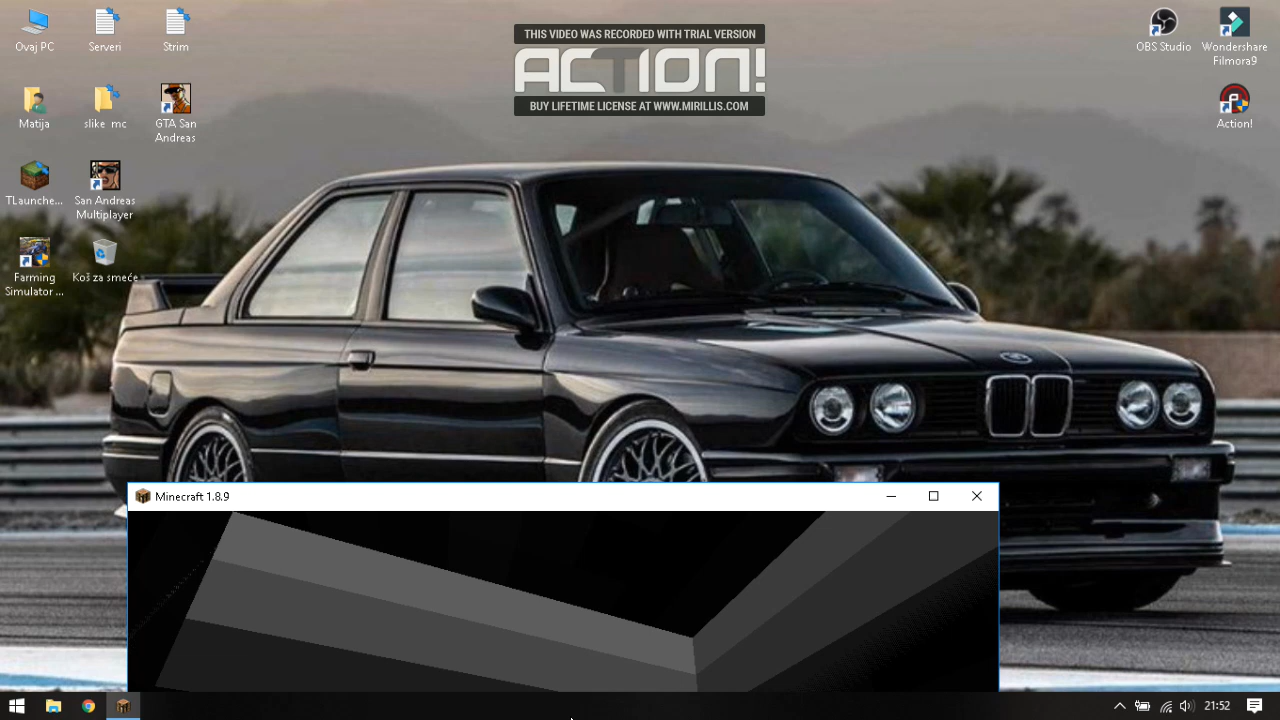 Ovaj PC
Serveri
Strim
Matija
slike mc
GTA San
Andreas
TLaunche...
San Andreas
Multiplayer
Farming
Simulator ...
Koš za smeće
THIS VIDEO WAS RECORDED WITH TRIAL VERSION
ACTION!
BUY LIFETIME LICENSE AT WWW.MIRILLIS.COM
OBS Studio
Wondershare
Filmora9
Action!
Minecraft 1.8.9
21:52